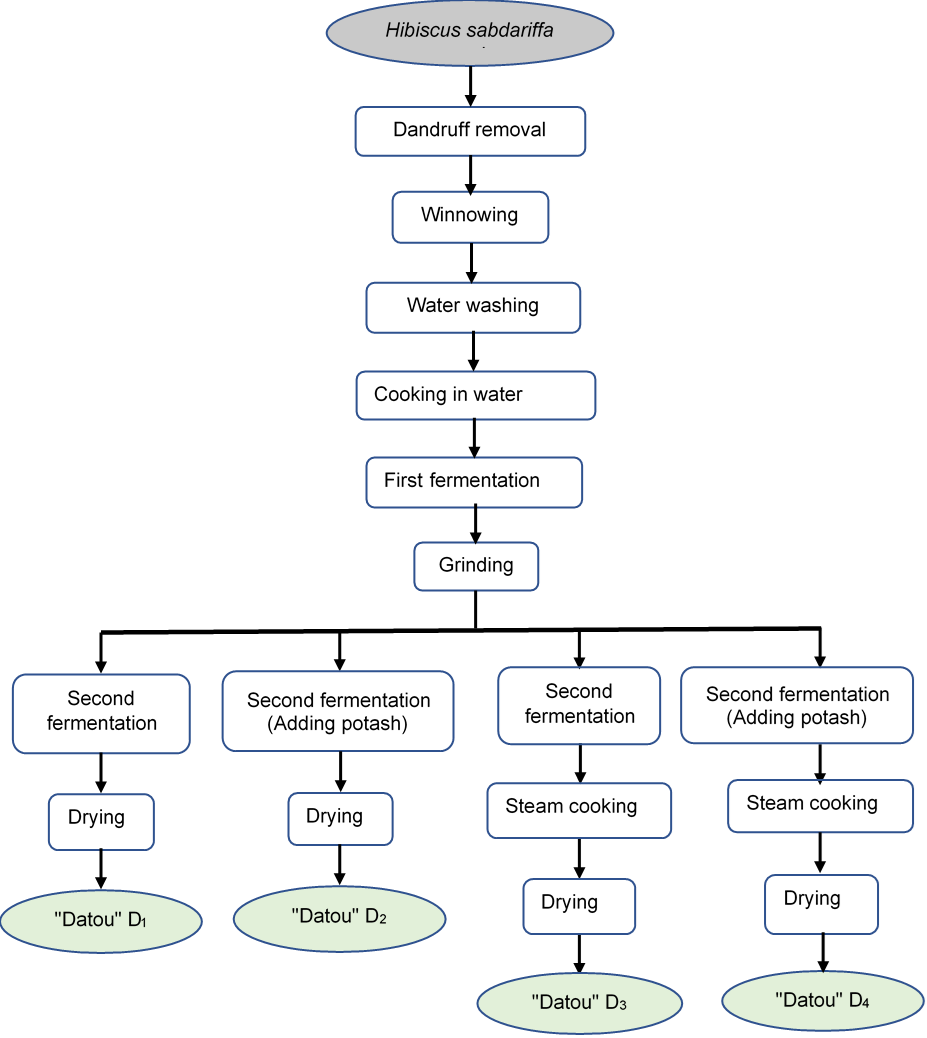 Hibiscus sabdariffa
Dandruff removal
Winnowing
Water washing
Cooking in water
First fermentation
Grinding
Second
fermentation
Second fermentation
(Adding potash)
Second
fermentation
Second fermentation
(Adding potash)
Drying
Drying
Steam cooking
Steam cooking
"Datou" D₁
"Datou" D₂
Drying
Drying
"Datou" D₃
"Datou" D₄